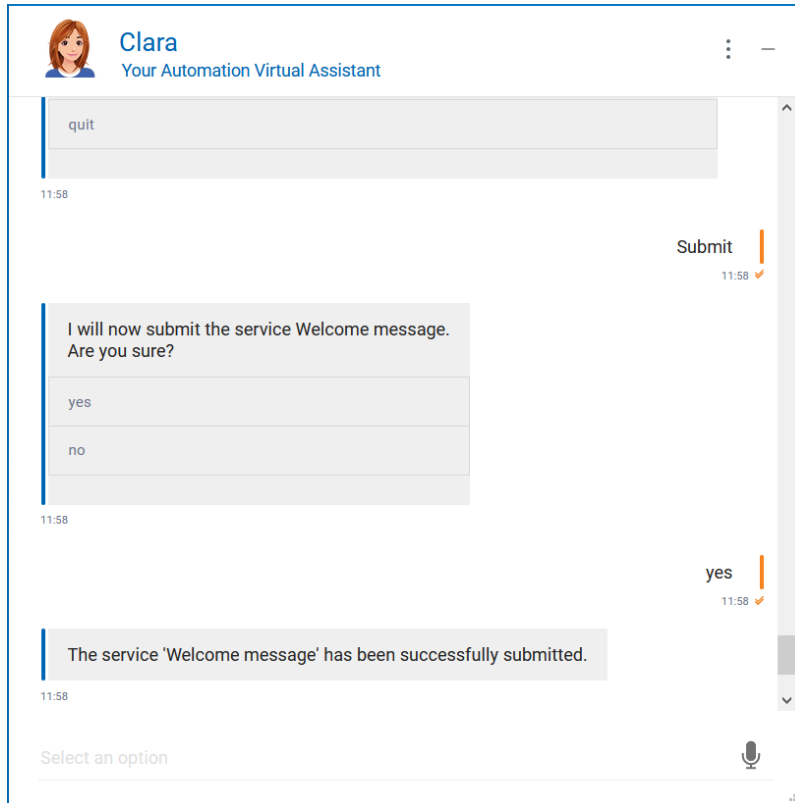 Clara
Your Automation Virtual Assistant
quit
11:58
Submit
11:58
I will now submit the service Welcome message.
Are you sure?
yes
no
11:58
yes
11:58
The service 'Welcome message' has been successfully submitted.
11:58
Select an option